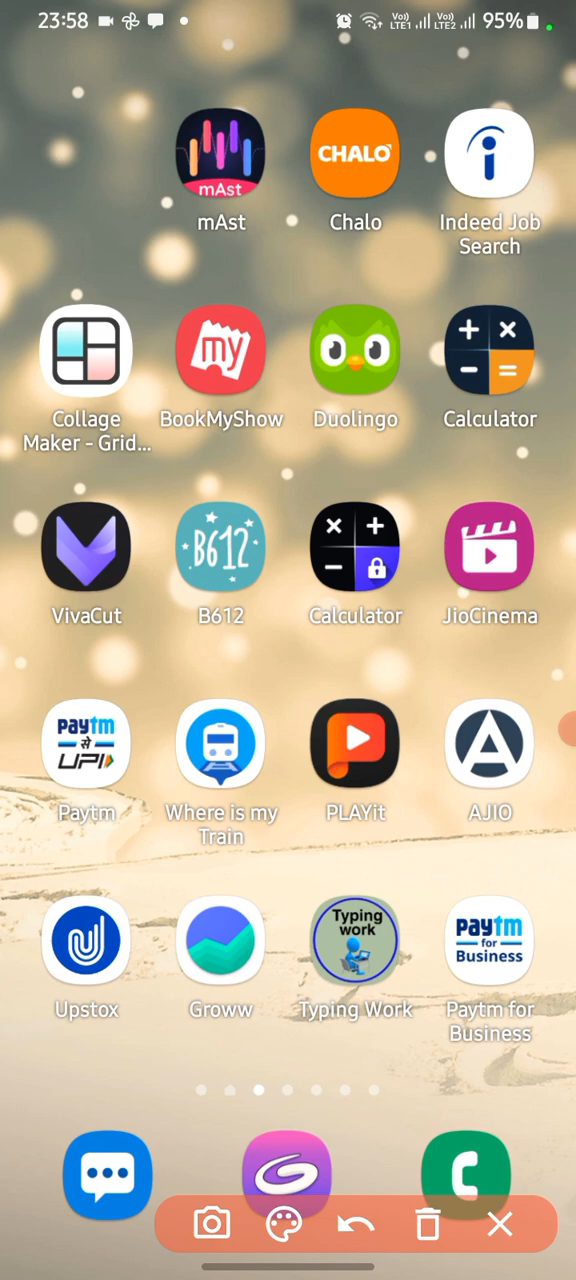 23:58 Vo)) LTE1 Vo)) LTE2 95%
mAst
CHALO
mAst Chalo Indeed Job
Search
my
Collage BookMyShow Duolingo Calculator
Maker - Grid...
B612
VivaCut B612 Calculator JioCinema
paytm
से
UPI
Paytm Where is my PLAYit AJIO
Train
Typing
work
paytm
for
Business
Upstox Groww Typing Work Paytm for
Business